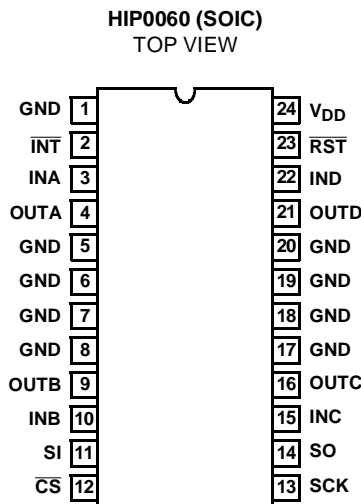 HIP0060 (SOIC)
TOP VIEW
GND 1 24 VDD
INT 2 23 RST
INA 3 22 IND
OUTA 4 21 OUTD
GND 5 20 GND
GND 6 19 GND
GND 7 18 GND
GND 8 17 GND
OUTB 9 16 OUTC
INB 10 15 INC
SI 11 14 SO
CS 12 13 SCK